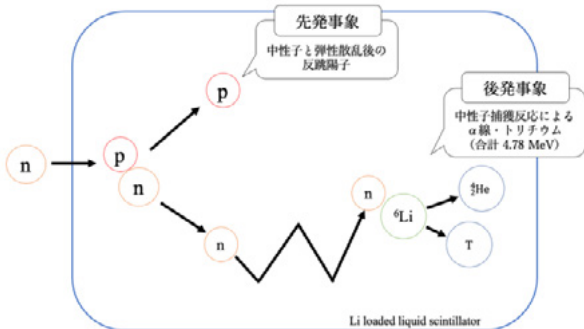 先発事象
中性子と弾性散乱後の
反跳陽子
p
後発事象
中性子捕獲反応による
α線・トリチウム
(合計 4.78 MeV)
n
p
n
n
n
⁶Li
⁴₂He
T
Li loaded liquid scintillator